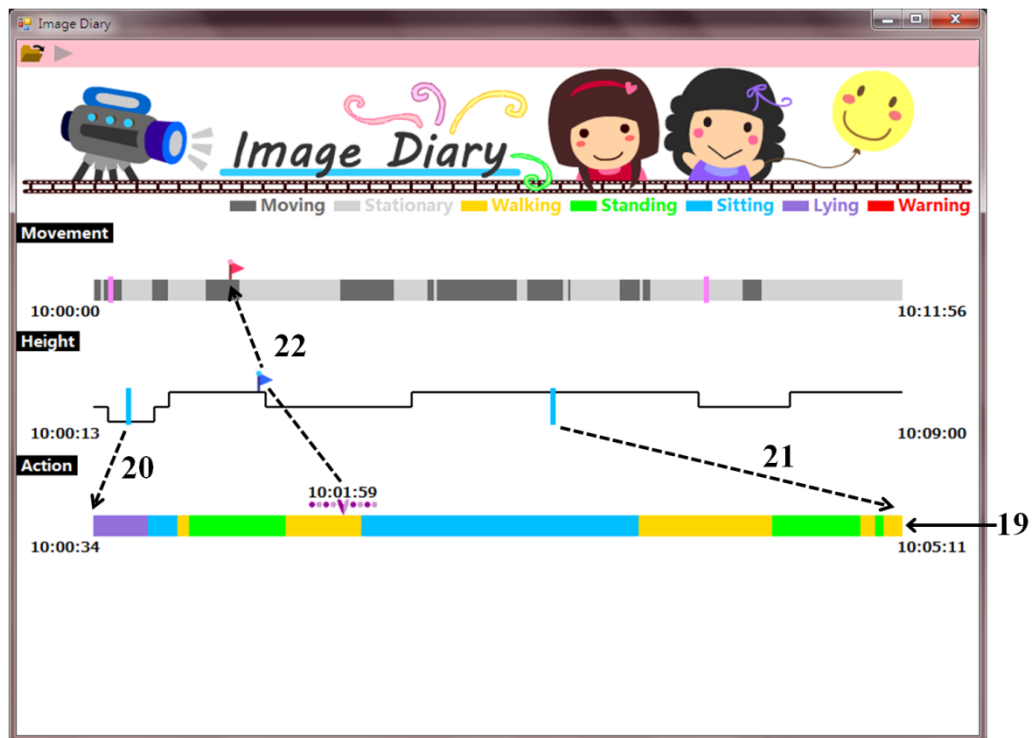 Image Diary
Image Diary
Moving Stationary Walking Standing Sitting Lying Warning
Movement
10:00:00 10:11:56
22
Height
10:00:13 10:09:00
20 21
Action
10:01:59
19
10:00:34 10:05:11